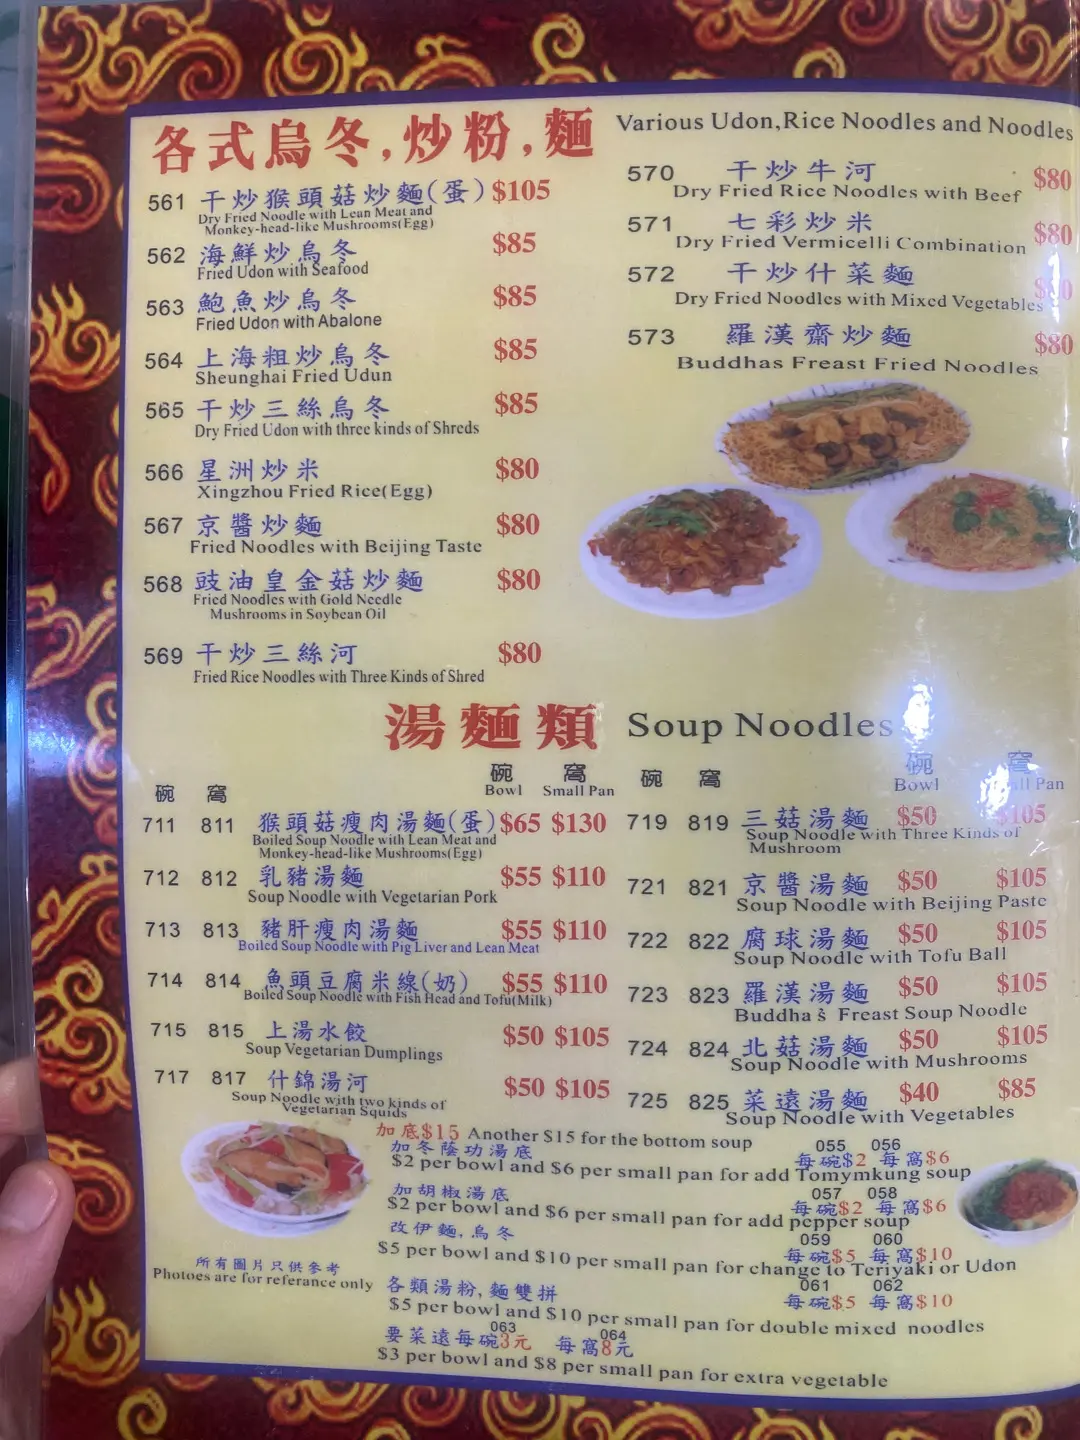 各式烏冬,炒粉,麵 Various Udon,Rice Noodles and Noodles
561 干炒猴頭菇炒麵(蛋) $105
Dry Fried Noodle with Lean Meat and
Monkey-head-like Mushrooms(Egg)
562 海鮮炒烏冬 $85
Fried Udon with Seafood
563 鮑魚炒烏冬 $85
Fried Udon with Abalone
564 上海粗炒烏冬 $85
Sheunghai Fried Udun
565 干炒三絲烏冬 $85
Dry Fried Udon with three kinds of Shreds
566 星洲炒米 $80
Xingzhou Fried Rice(Egg)
567 京醬炒麵 $80
Fried Noodles with Beijing Taste
568 豉油皇金菇炒麵 $80
Fried Noodles with Gold Needle
Mushrooms in Soybean Oil
569 干炒三絲河 $80
Fried Rice Noodles with Three Kinds of Shred
570 干炒牛河 $80
Dry Fried Rice Noodles with Beef
571 七彩炒米 $80
Dry Fried Vermicelli Combination
572 干炒什菜麵
Dry Fried Noodles with Mixed Vegetables
573 羅漢齋炒麵 $80
Buddhas Freast Fried Noodles
湯麵類 Soup Noodles
碗 窩 碗 窩
Bowl Small Pan
711 811 猴頭菇瘦肉湯麵(蛋) $65 $130
Boiled Soup Noodle with Lean Meat and
Monkey-head-like Mushrooms(Egg)
712 812 乳豬湯麵 $55 $110
Soup Noodle with Vegetarian Pork
713 813 豬肝瘦肉湯麵 $55 $110
Boiled Soup Noodle with Pig Liver and Lean Meat
714 814 魚頭豆腐米線(奶) $55 $110
Boiled Soup Noodle with Fish Head and Tofu(Milk)
715 815 上湯水餃 $50 $105
Soup Vegetarian Dumplings
717 817 什錦湯河 $50 $105
Soup Noodle with two kinds of
Vegetarian Squids
碗 窩 碗 窩
Bowl Pan
719 819 三菇湯麵 $50 $105
Soup Noodle with Three Kinds of
Mushroom
721 821 京醬湯麵 $50 $105
Soup Noodle with Beijing Paste
722 822 腐球湯麵 $50 $105
Soup Noodle with Tofu Ball
723 823 羅漢湯麵 $50 $105
Buddha's Freast Soup Noodle
724 824 北菇湯麵 $50 $105
Soup Noodle with Mushrooms
725 825 菜遠湯麵 $40 $85
Soup Noodle with Vegetables
加底$15 Another $15 for the bottom soup
加冬蔭功湯底 055 每碗$2 056 每窩$6
$2 per bowl and $6 per small pan for add Tomymkung soup
加胡椒湯底 057 每碗$2 058 每窩$6
$2 per bowl and $6 per small pan for add pepper soup
改伊麵,烏冬 059 每碗$5 060 每窩$10
$5 per bowl and $10 per small pan for change to Teriyaki or Udon
各類湯粉,麵雙拼 061 每碗$5 062 每窩$10
$5 per bowl and $10 per small pan for double mixed noodles
要菜遠每碗3元 063 每窩8元 064
$3 per bowl and $8 per small pan for extra vegetable
所有圖片只供參考
Photoes are for referance only